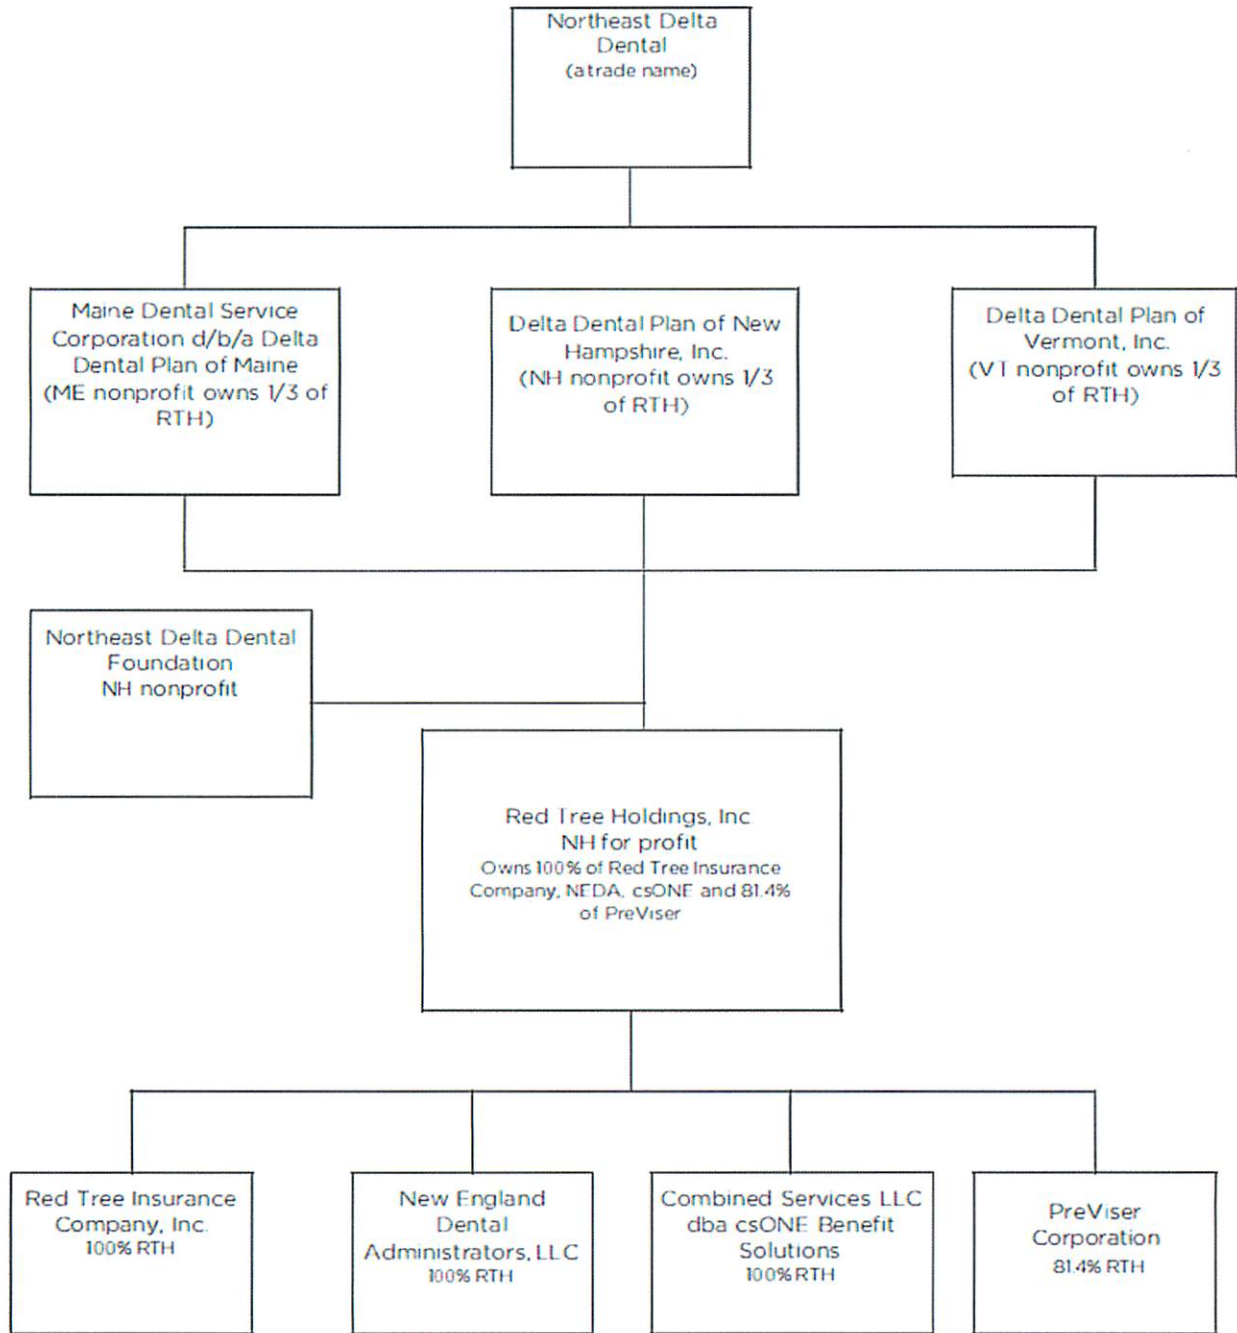 Northeast Delta
Dental
(a trade name)
Maine Dental Service
Corporation d/b/a Delta
Dental Plan of Maine
(ME nonprofit owns 1/3 of
RTH)
Delta Dental Plan of New
Hampshire, Inc.
(NH nonprofit owns 1/3
of RTH)
Delta Dental Plan of
Vermont, Inc.
(VT nonprofit owns 1/3
of RTH)
Northeast Delta Dental
Foundation
NH nonprofit
Red Tree Holdings, Inc
NH for profit
Owns 100% of Red Tree Insurance
Company, NEDA, csONE and 81.4%
of PreViser
Red Tree Insurance
Company, Inc.
100% RTH
New England
Dental
Administrators, LLC
100% RTH
Combined Services LLC
dba csONE Benefit
Solutions
100% RTH
PreViser
Corporation
81.4% RTH